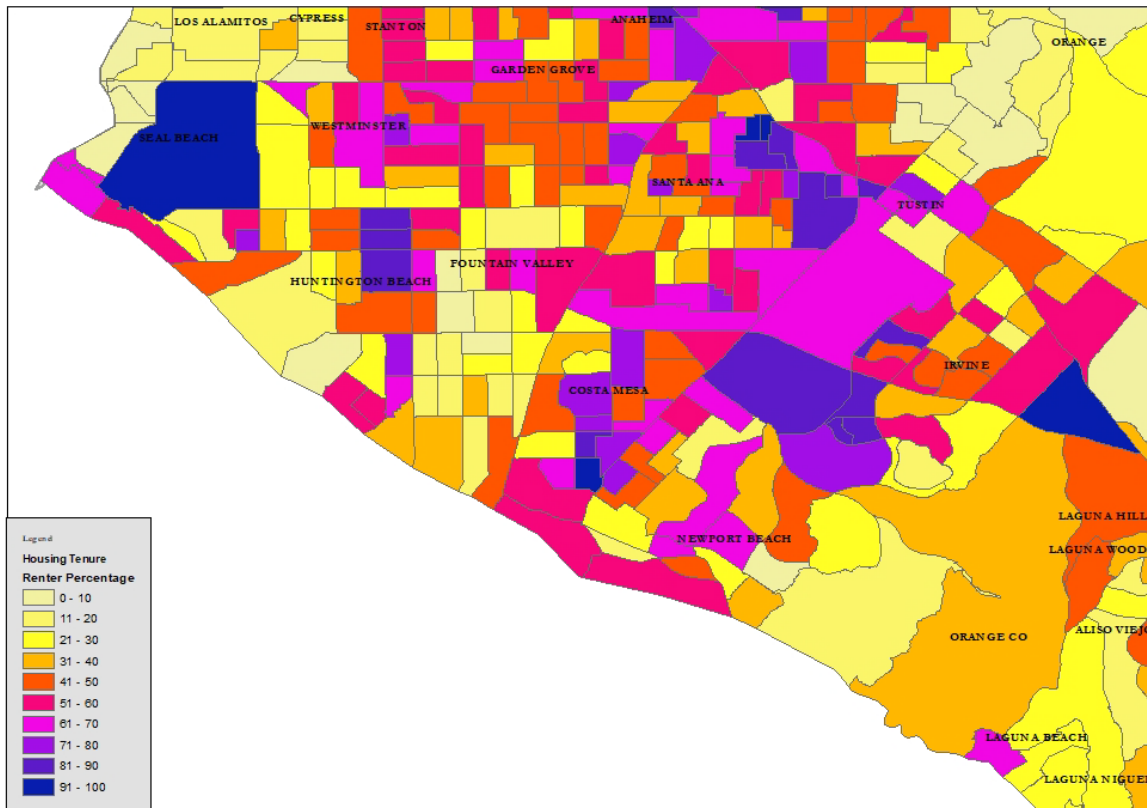 LOS ALAMITOS
CYPRESS
STANTON
ANAHEIM
ORANGE
GARDEN GROVE
SEAL BEACH
WESTMINSTER
SANTA ANA
TUSTIN
FOUNTAIN VALLEY
HUNTINGTON BEACH
IRVINE
COSTA MESA
LAGUNA HILL
NEWPORT BEACH
LAGUNA WOOD
ALISO VIEJO
ORANGE CO
LAGUNA BEACH
LAGUNA NIGUEL
Legend
Housing Tenure
Renter Percentage
0 - 10
11 - 20
21 - 30
31 - 40
41 - 50
51 - 60
61 - 70
71 - 80
81 - 90
91 - 100